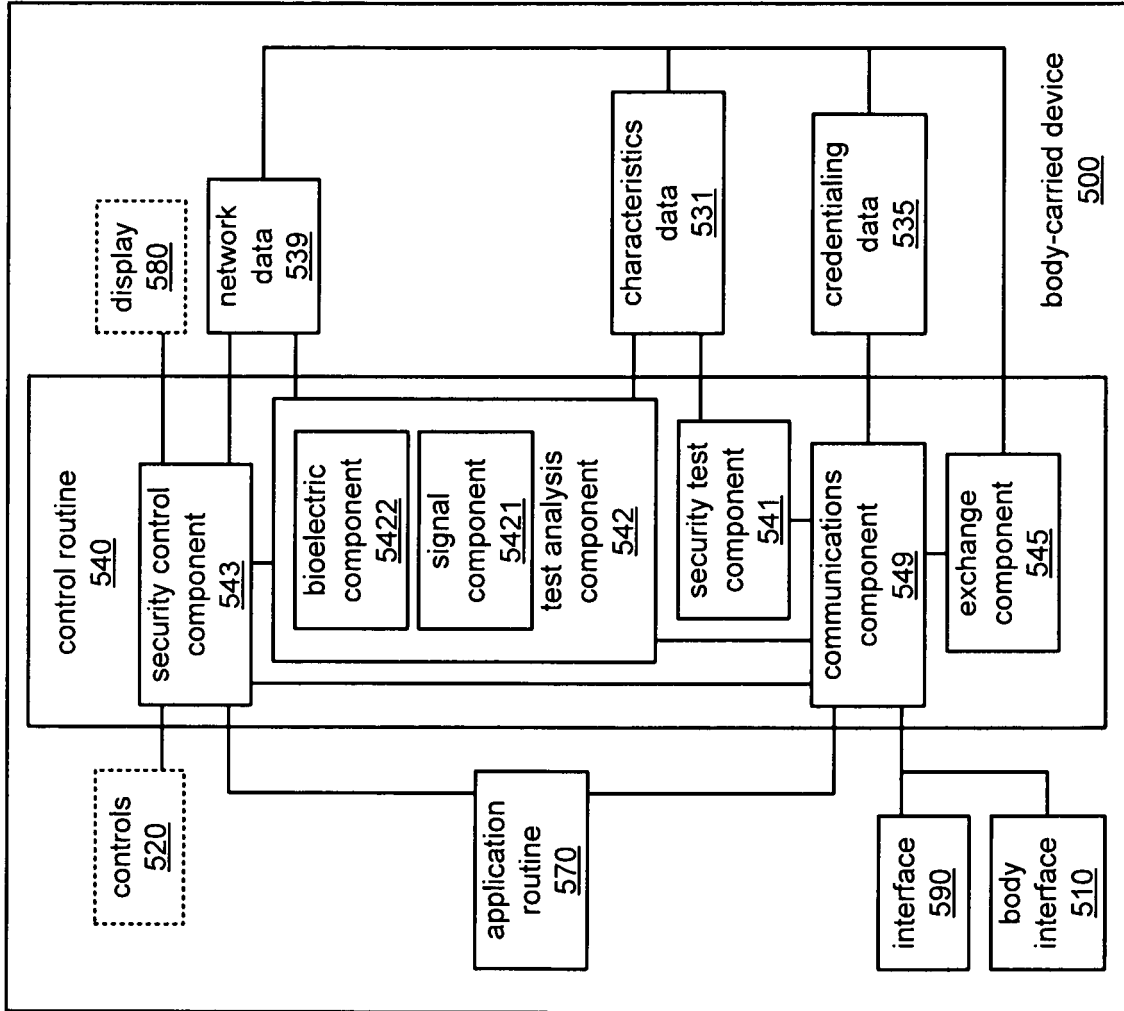 controls
520
control routine
540
display
580
security control
component
543
network
data
539
bioelectric
component
5422
signal
component
5421
test analysis
component
542
application
routine
570
characteristics
data
531
security test
component
541
communications
component
549
credentialing
data
535
interface
590
body
interface
510
exchange
component
545
body-carried device
500